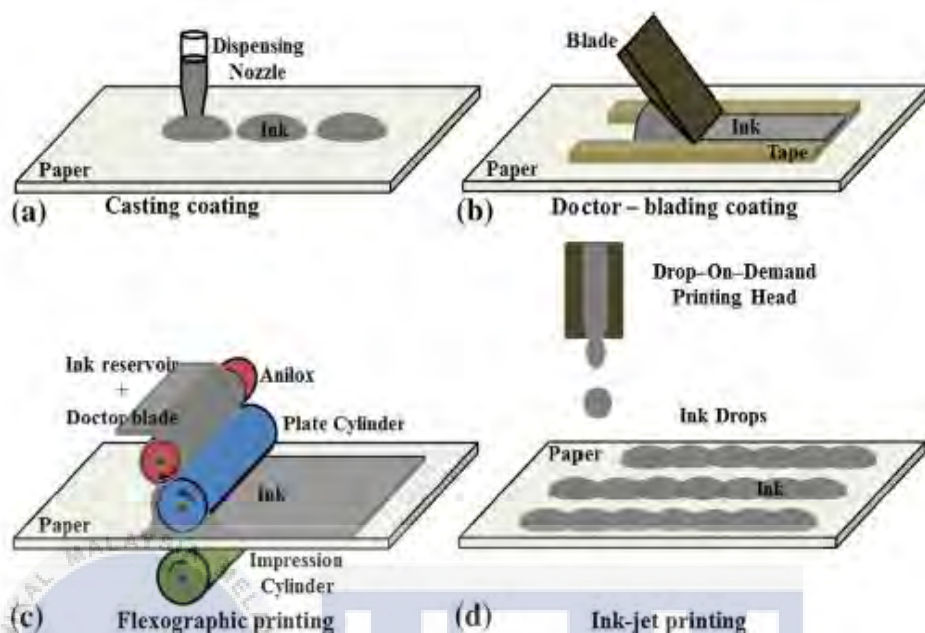 Dispensing
Nozzle
Ink
Paper
(a)
Casting coating
Blade
Ink
Tape
Paper
(b)
Doctor – blading coating
Ink reservoir
+
Doctor blade
Anilox
Plate Cylinder
Ink
Paper
Impression
Cylinder
(c)
Flexographic printing
Drop-On-Demand
Printing Head
Ink Drops
Paper
Ink
(d)
Ink-jet printing